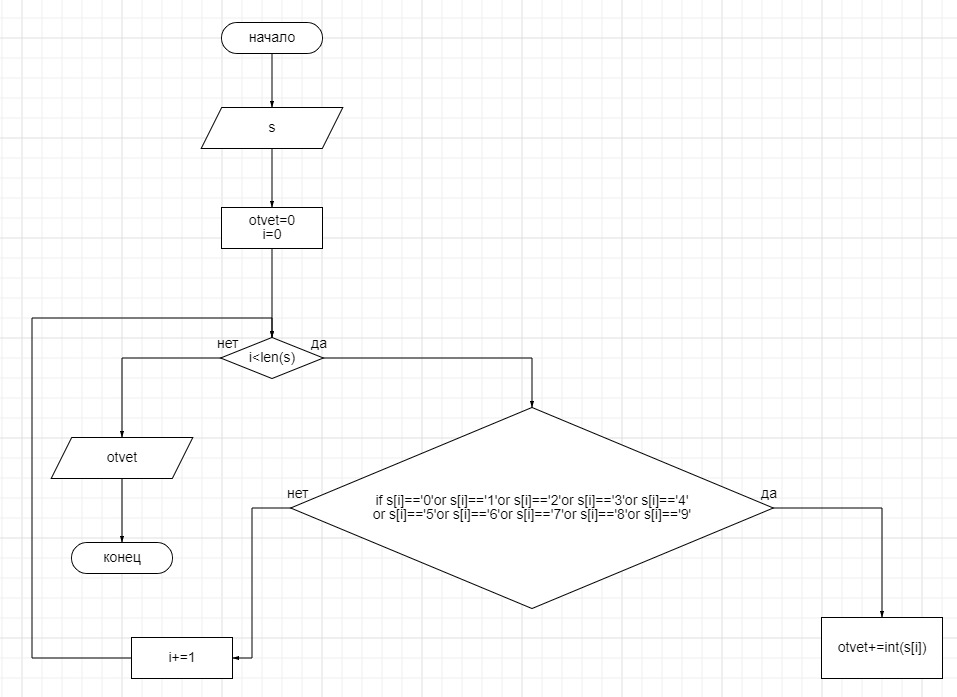 начало
s
otvet=0
i=0
нет
да
i<len(s)
otvet
конец
нет
да
if s[i]=='0'or s[i]=='1'or s[i]=='2'or s[i]=='3'or s[i]=='4'
or s[i]=='5'or s[i]=='6'or s[i]=='7'or s[i]=='8'or s[i]=='9'
i+=1
otvet+=int(s[i])